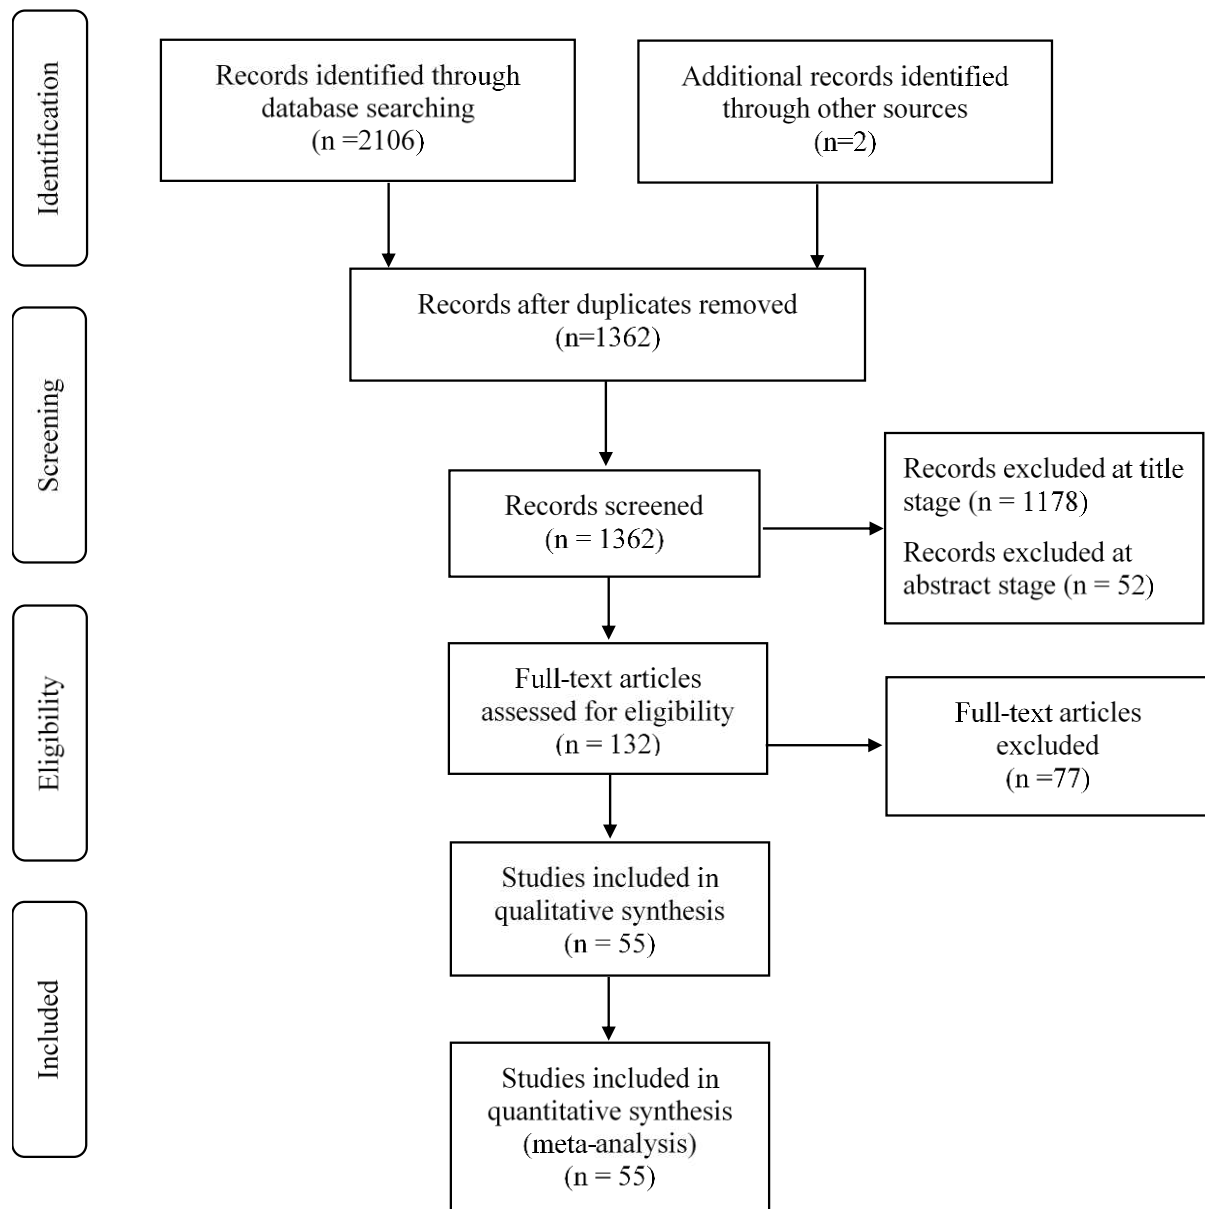 Identification
Records identified through
database searching
(n =2106)
Additional records identified
through other sources
(n=2)
Records after duplicates removed
(n=1362)
Screening
Records screened
(n = 1362)
Records excluded at title
stage (n = 1178)
Records excluded at
abstract stage (n = 52)
Eligibility
Full-text articles
assessed for eligibility
(n = 132)
Full-text articles
excluded
(n =77)
Studies included in
qualitative synthesis
(n = 55)
Included
Studies included in
quantitative synthesis
(meta-analysis)
(n = 55)